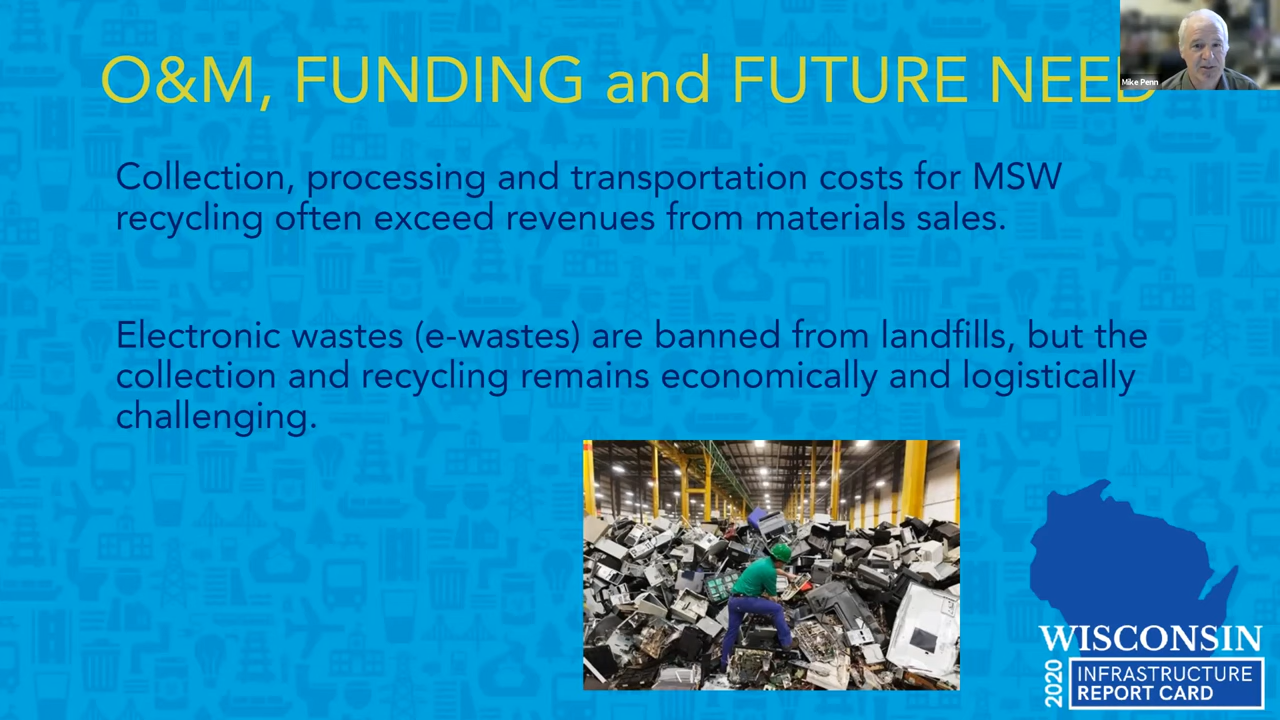 O&M, FUNDING and FUTURE NEED
Mike Penn
Collection, processing and transportation costs for MSW
recycling often exceed revenues from materials sales.
Electronic wastes (e-wastes) are banned from landfills, but the
collection and recycling remains economically and logistically
challenging.
WISCONSIN
2020
INFRASTRUCTURE
REPORT CARD